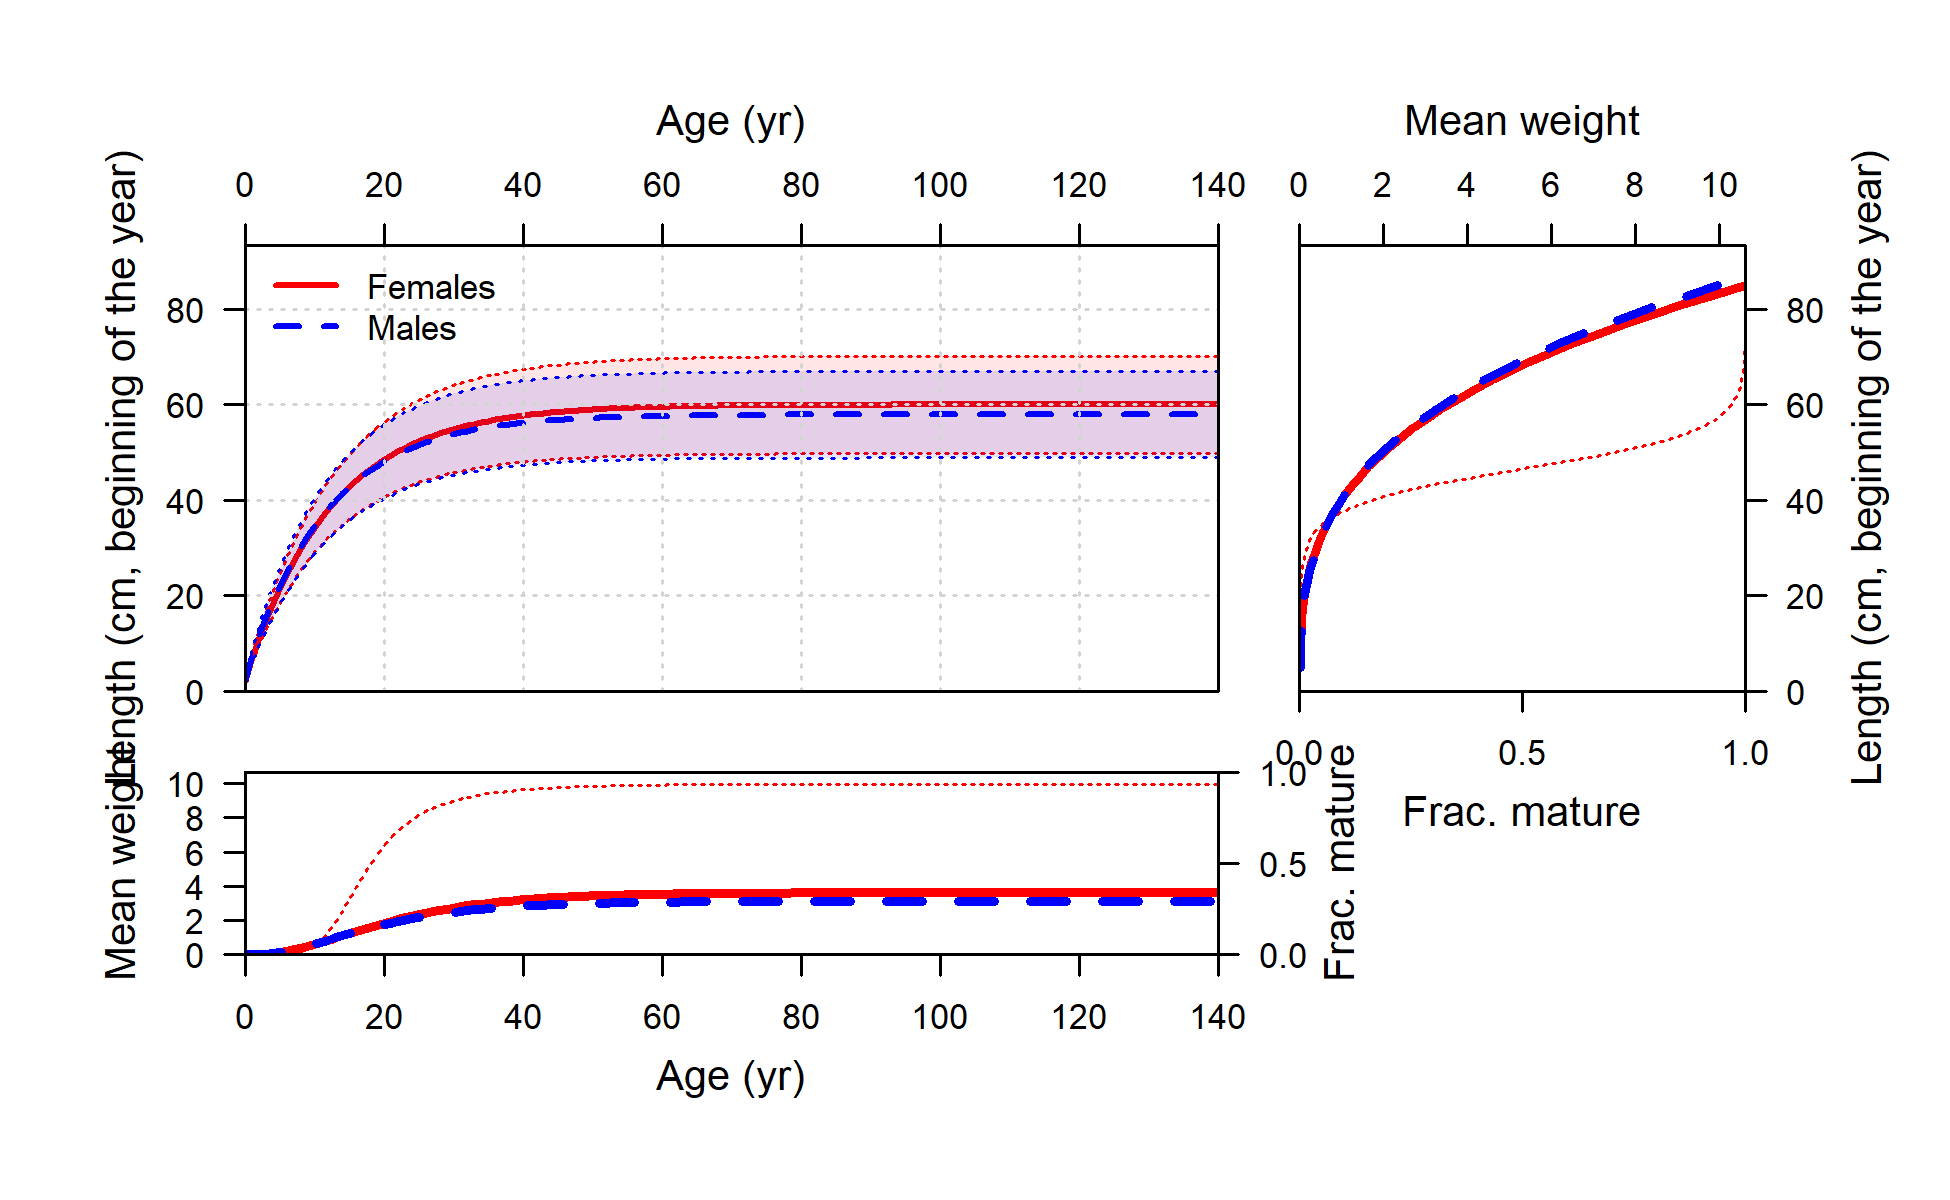 Age (yr)
0 20 40 60 80 100 120 140
Mean weight
0 2 4 6 8 10
Length (cm, beginning of the year)
80
60
40
20
0
Females
Males
80
60
40
20
0
Length (cm, beginning of the year)
0.0 0.5 1.0
Frac. mature
Mean weight
10
8
6
4
2
0
1.0
0.5
0.0
Frac. mature
0 20 40 60 80 100 120 140
Age (yr)